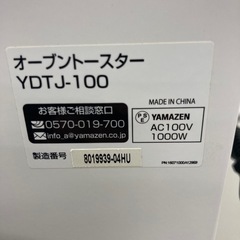 オーブントースター
YDTJ-100
お客様ご相談窓口
0570-019-700
info_a@yamazen.co.jp
MADE IN CHINA
PSE YAMAZEN
AC100V
1000W
製造番号 8019939-04HU